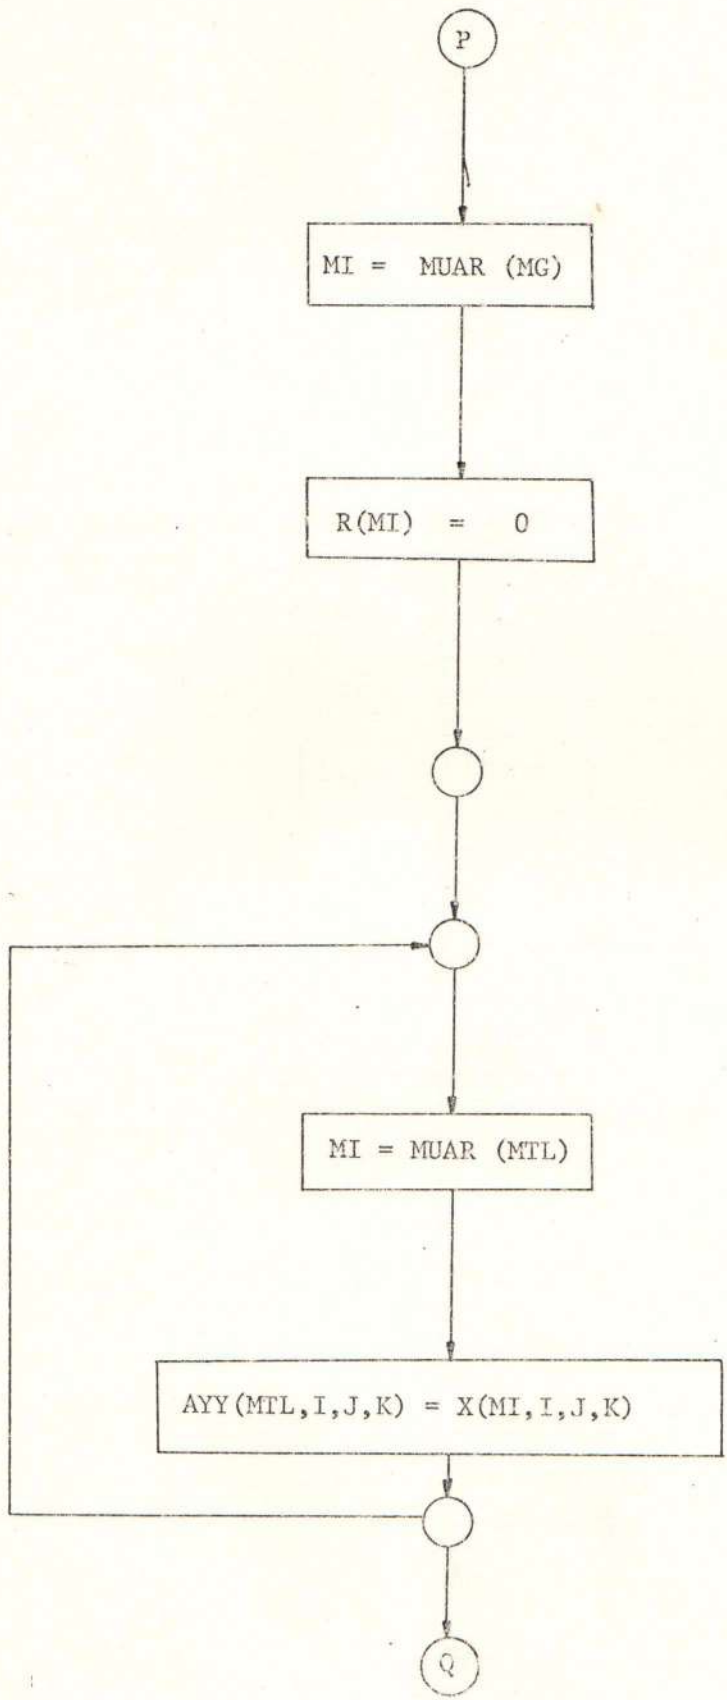 P
MI = MUAR (MG)
R(MI) = 0
MI = MUAR (MTL)
AYY(MTL,I,J,K) = X(MI,I,J,K)
Q